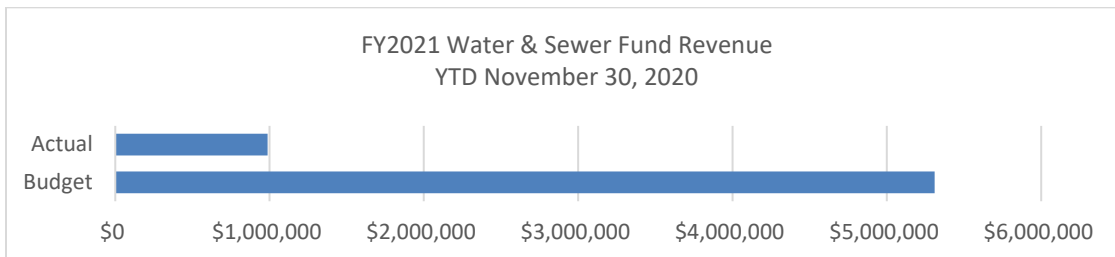 FY2021 Water & Sewer Fund Revenue
YTD November 30, 2020
Actual
Budget
$0 $1,000,000 $2,000,000 $3,000,000 $4,000,000 $5,000,000 $6,000,000